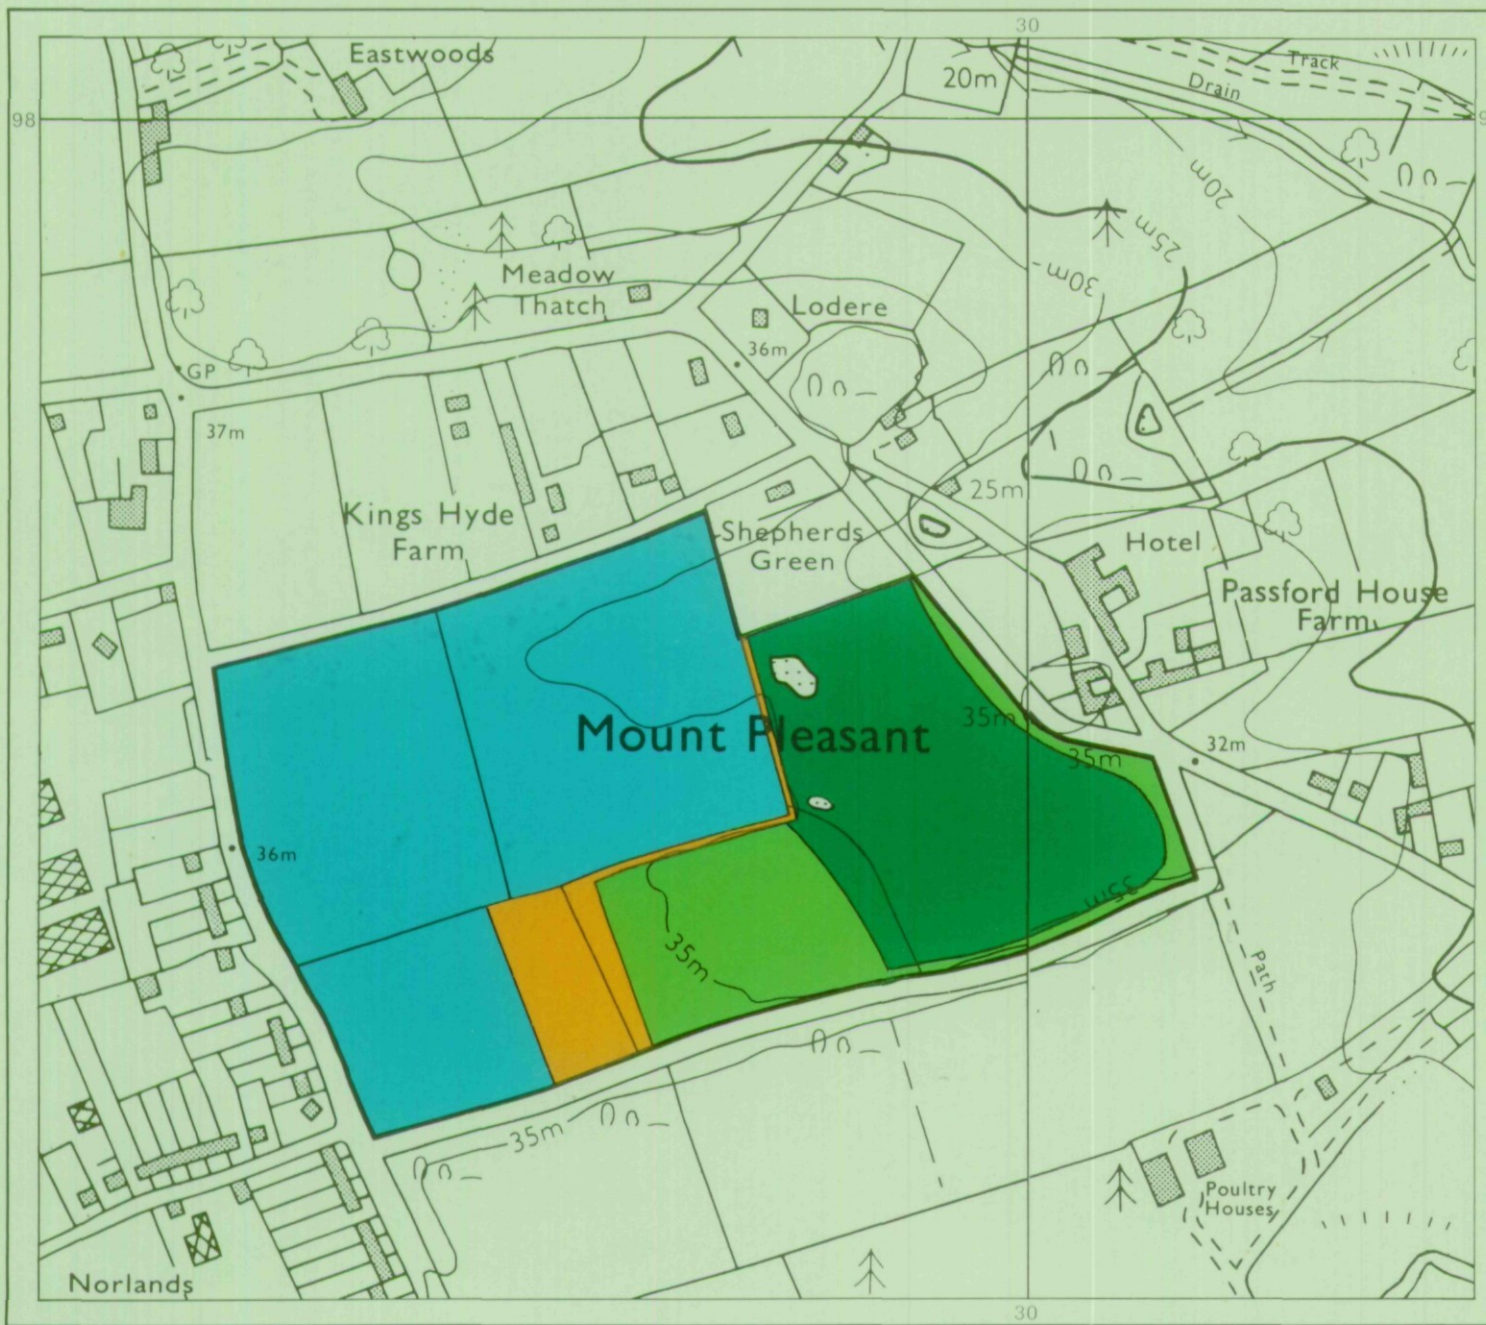 30
Eastwoods
20m
Track
Drain
98
20m
25m
30m
Meadow
Thatch
Lodere
36m
GP
37m
25m
Kings Hyde
Farm
Shepherds
Green
Hotel
Passford House
Farm
Mount Pleasant
35m
35m
32m
36m
35m
35m
Path
35m
Poultry
Houses
Norlands
30